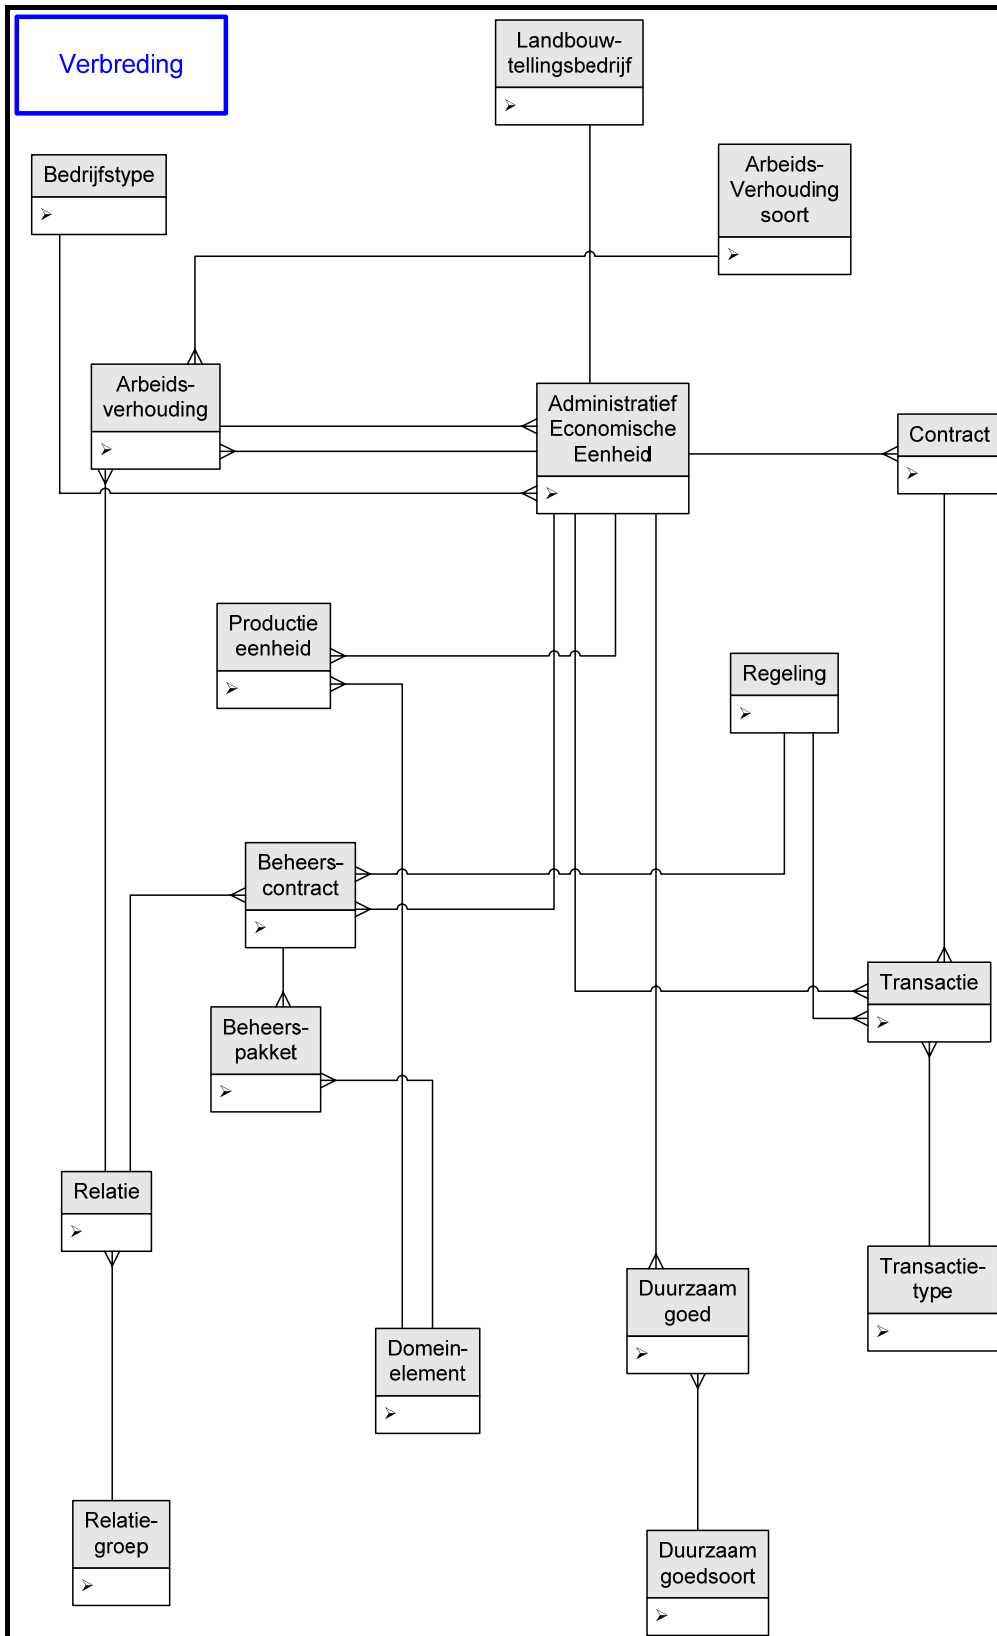 Verbreding
Landbouw-
tellingsbedrijf
Bedrijfstype
Arbeids-
Verhouding
soort
Arbeids-
verhouding
Administratief
Economische
Eenheid
Contract
Productie
eenheid
Regeling
Beheers-
contract
Transactie
Beheers-
pakket
Relatie
Transactie-
type
Duurzaam
goed
Domein-
element
Relatie-
groep
Duurzaam
goedsoort